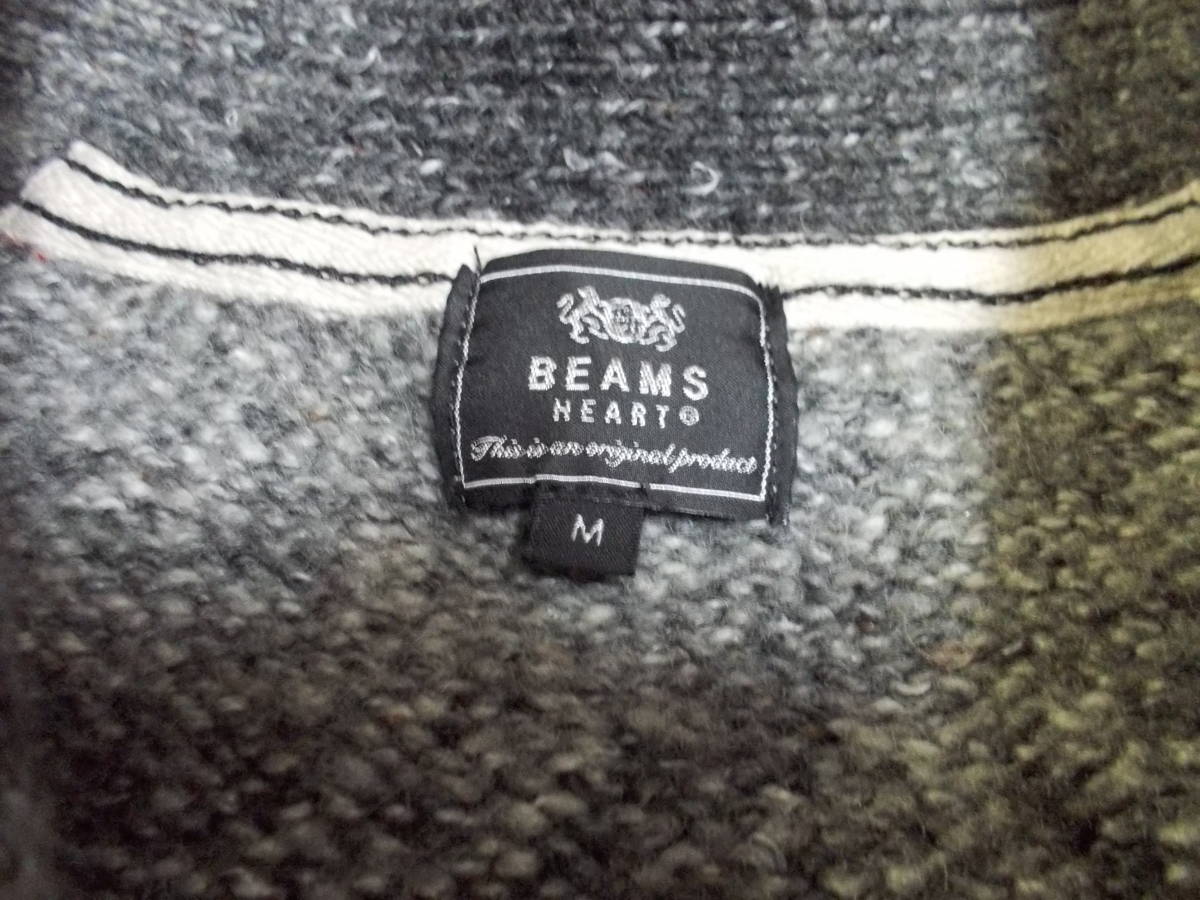 BEAMS
HEART®
This is an original product
M